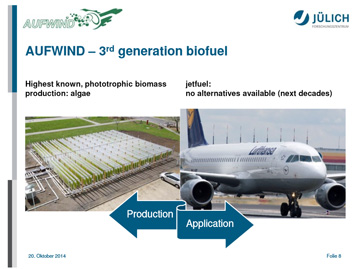 AUFWIND
JÜLICH
FORSCHUNGSZENTRUM
AUFWIND – 3rd generation biofuel
Highest known, phototrophic biomass
production: algae
jetfuel:
no alternatives available (next decades)
Lufthansa
Production
Application
20. Oktober 2014
Folie 8